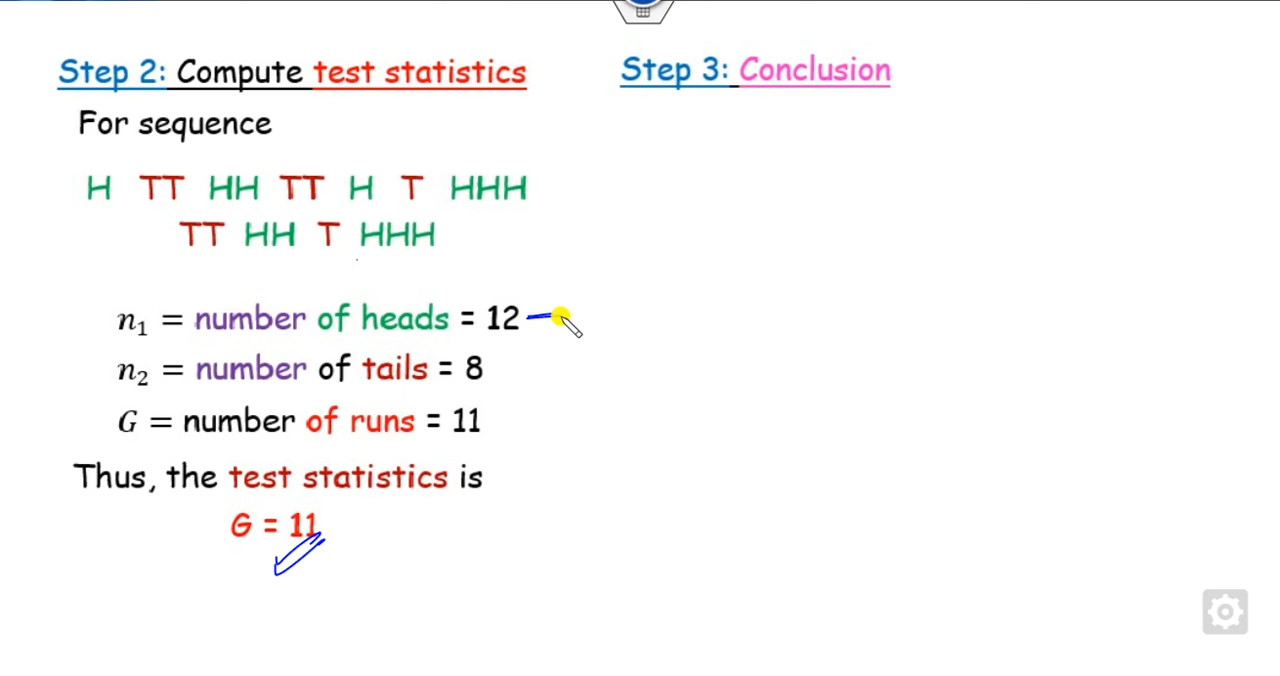 Step 2: Compute test statistics
For sequence
H TT HH TT H T HHH
TT HH T HHH
n₁ = number of heads = 12
n₂ = number of tails = 8
G = number of runs = 11
Thus, the test statistics is
G = 11
Step 3: Conclusion